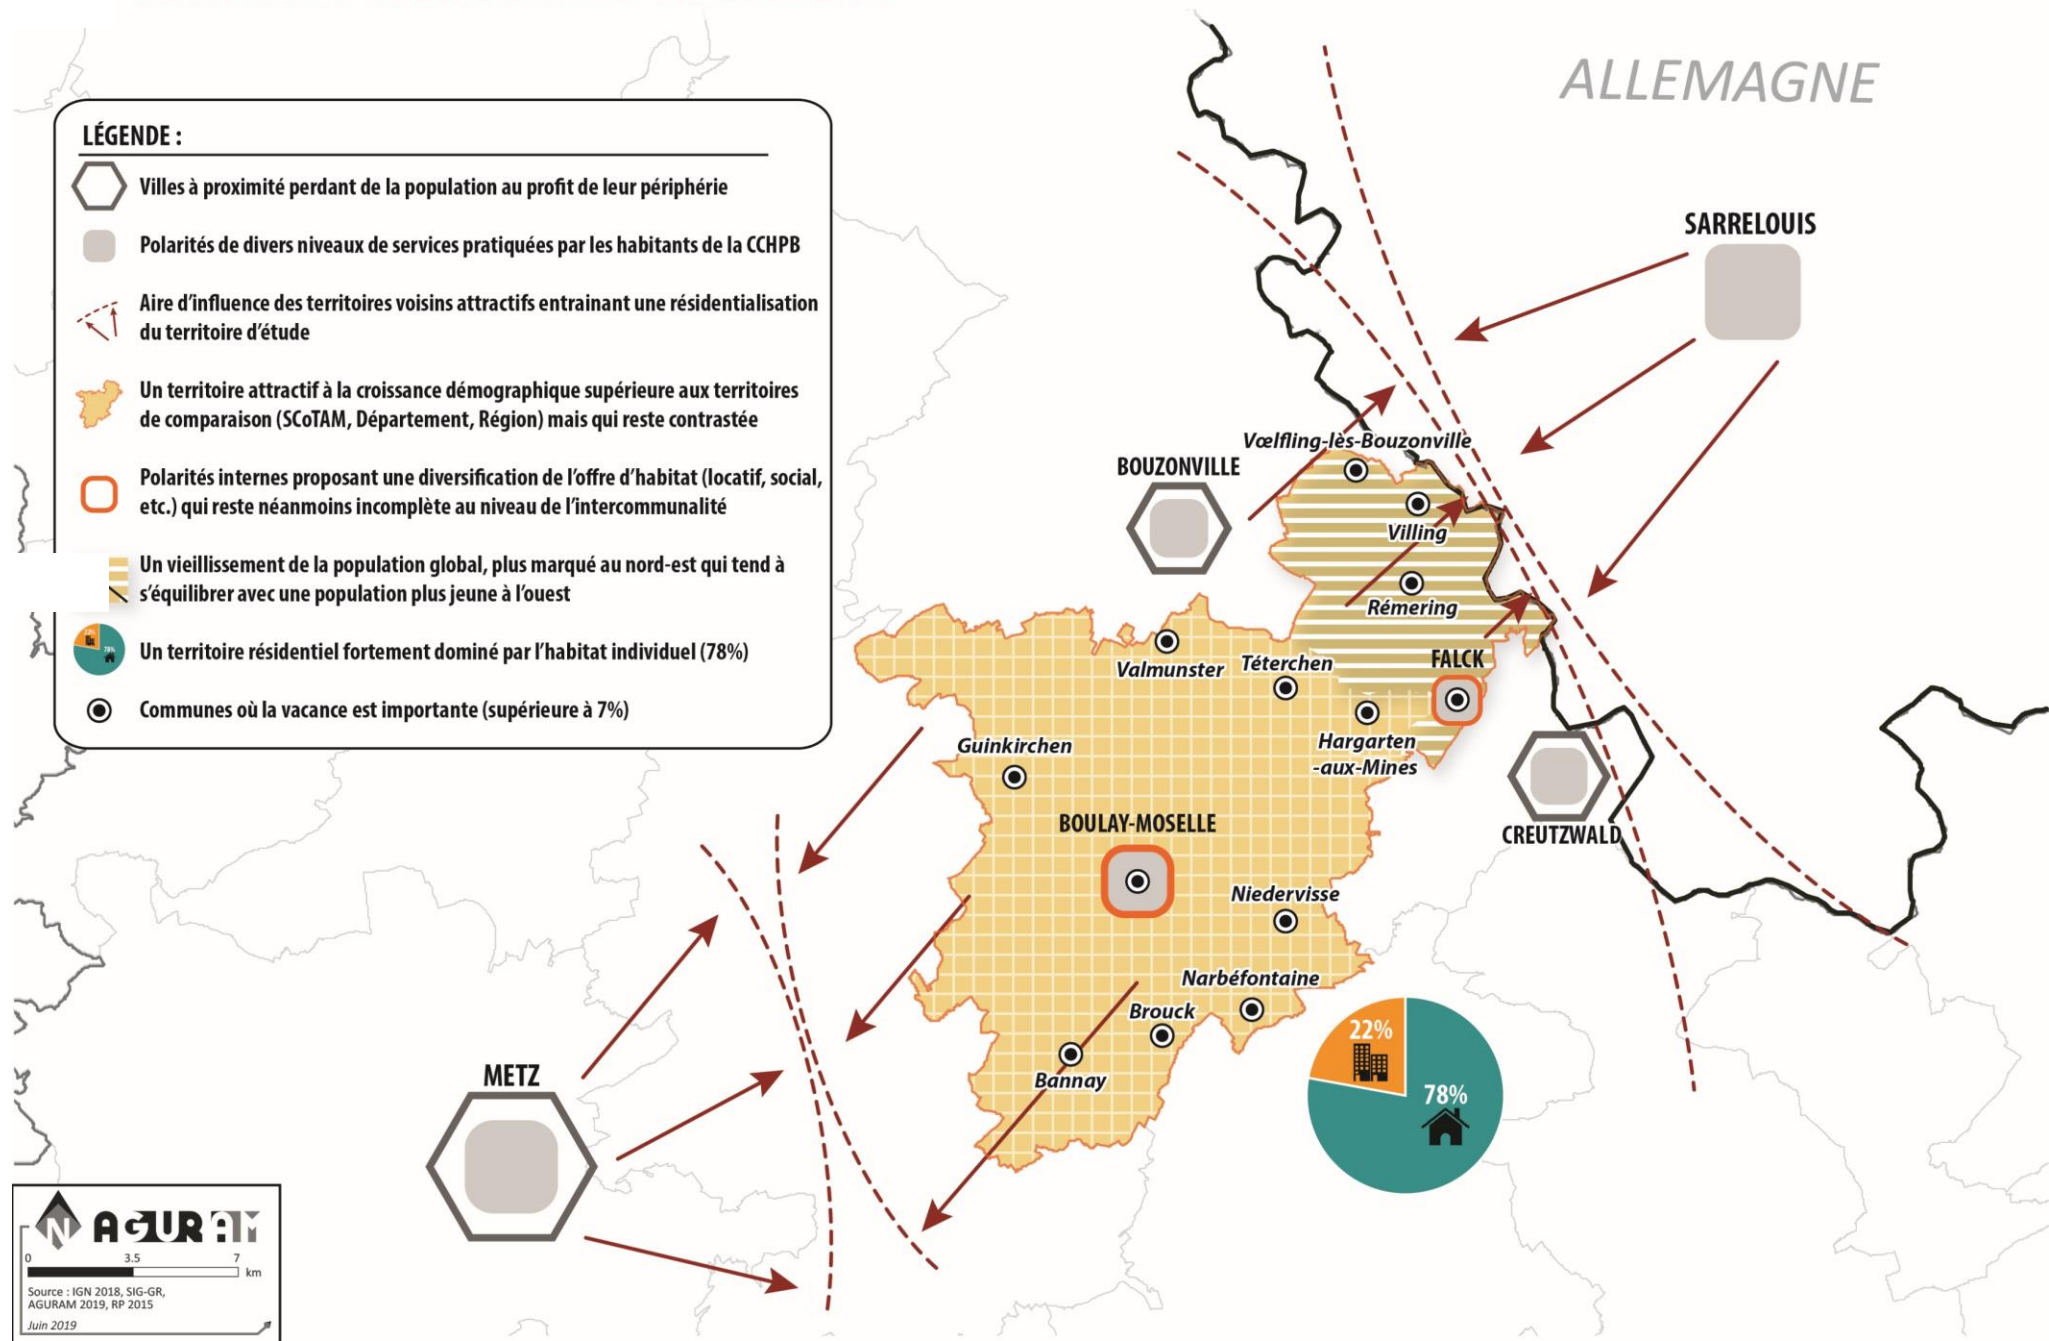 ALLEMAGNE
LÉGENDE :
Villes à proximité perdant de la population au profit de leur périphérie
Polarités de divers niveaux de services pratiquées par les habitants de la CCHPB
Aire d'influence des territoires voisins attractifs entrainant une résidentialisation
du territoire d'étude
Un territoire attractif à la croissance démographique supérieure aux territoires
de comparaison (SCoTAM, Département, Région) mais qui reste contrastée
Polarités internes proposant une diversification de l'offre d'habitat (locatif, social,
etc.) qui reste néanmoins incomplète au niveau de l'intercommunalité
Un vieillissement de la population global, plus marqué au nord-est qui tend à
s'équilibrer avec une population plus jeune à l'ouest
22%
78%
Un territoire résidentiel fortement dominé par l'habitat individuel (78%)
Communes où la vacance est importante (supérieure à 7%)
SARRELOUIS
Vœlfling-lès-Bouzonville
BOUZONVILLE
Villing
Rémering
Valmunster
Téterchen
FALCK
Guinkirchen
Hargarten
-aux-Mines
BOULAY-MOSELLE
CREUTZWALD
Niedervisse
Narbéfontaine
Brouck
Bannay
METZ
22%
78%
N
AGURAM
0 3.5 7
km
Source : IGN 2018, SIG-GR,
AGURAM 2019, RP 2015
Juin 2019